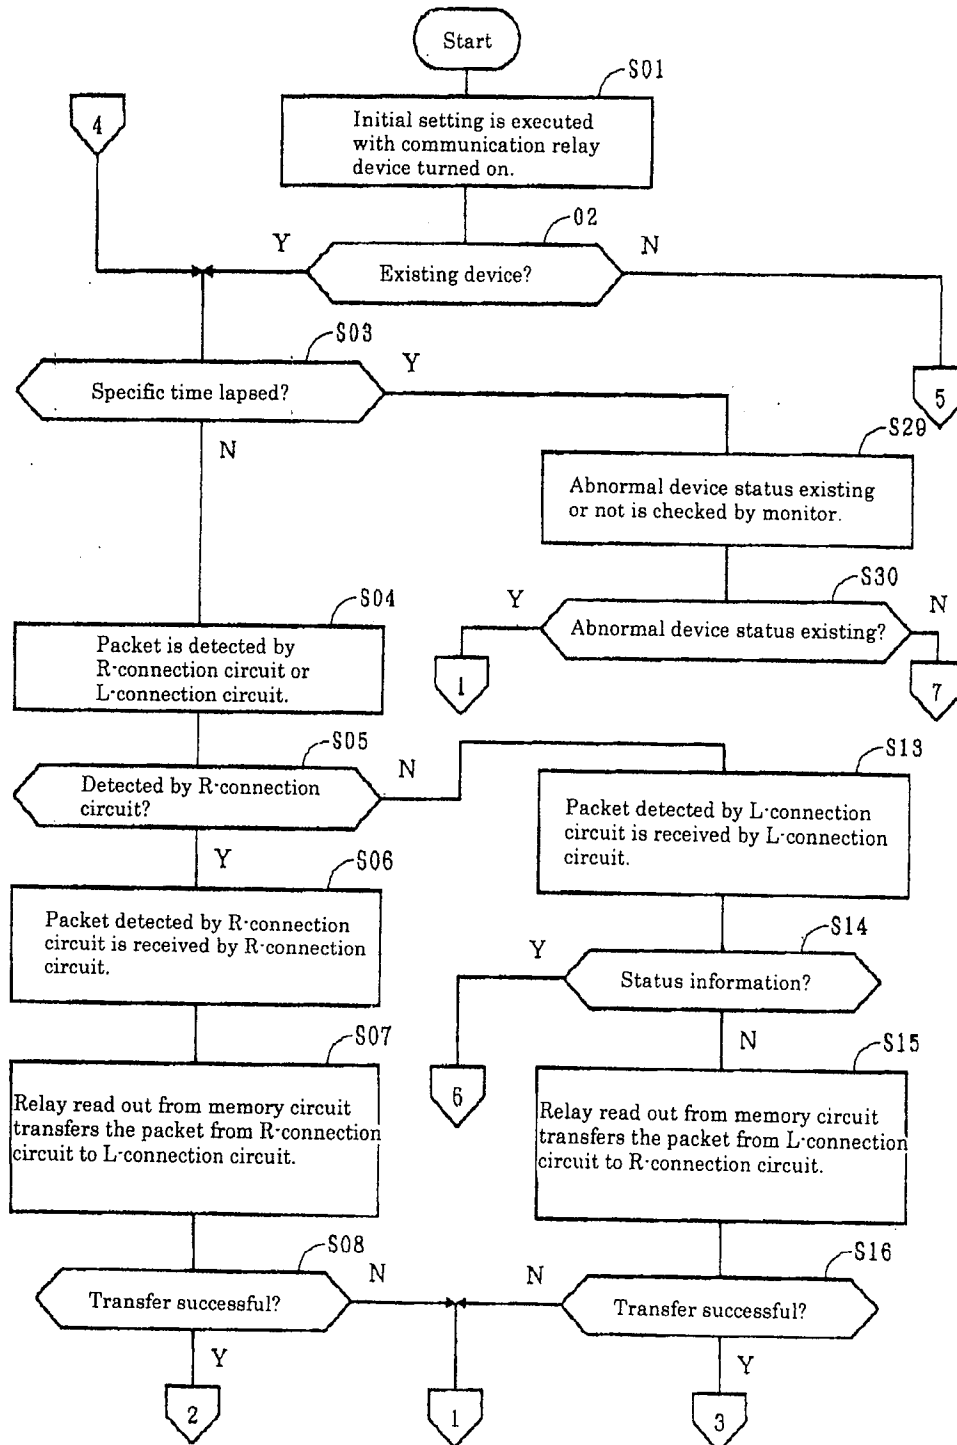 Start
S01
Initial setting is executed
with communication relay
device turned on.
4
02
Y
N
Existing device?
S03
Y
Specific time lapsed?
5
N
S29
Abnormal device status existing
or not is checked by monitor.
S30
Y
N
Abnormal device status existing?
1
7
S04
Packet is detected by
R-connection circuit or
L-connection circuit.
S05
N
Detected by R-connection
circuit?
Y
S13
Packet detected by L-connection
circuit is received by L-connection
circuit.
S06
Packet detected by R-connection
circuit is received by R-connection
circuit.
S14
Y
Status information?
N
6
S07
Relay read out from memory circuit
transfers the packet from R-connection
circuit to L-connection circuit.
S15
Relay read out from memory circuit
transfers the packet from L-connection
circuit to R-connection circuit.
S08
N
Transfer successful?
Y
S16
N
Transfer successful?
Y
2
1
3